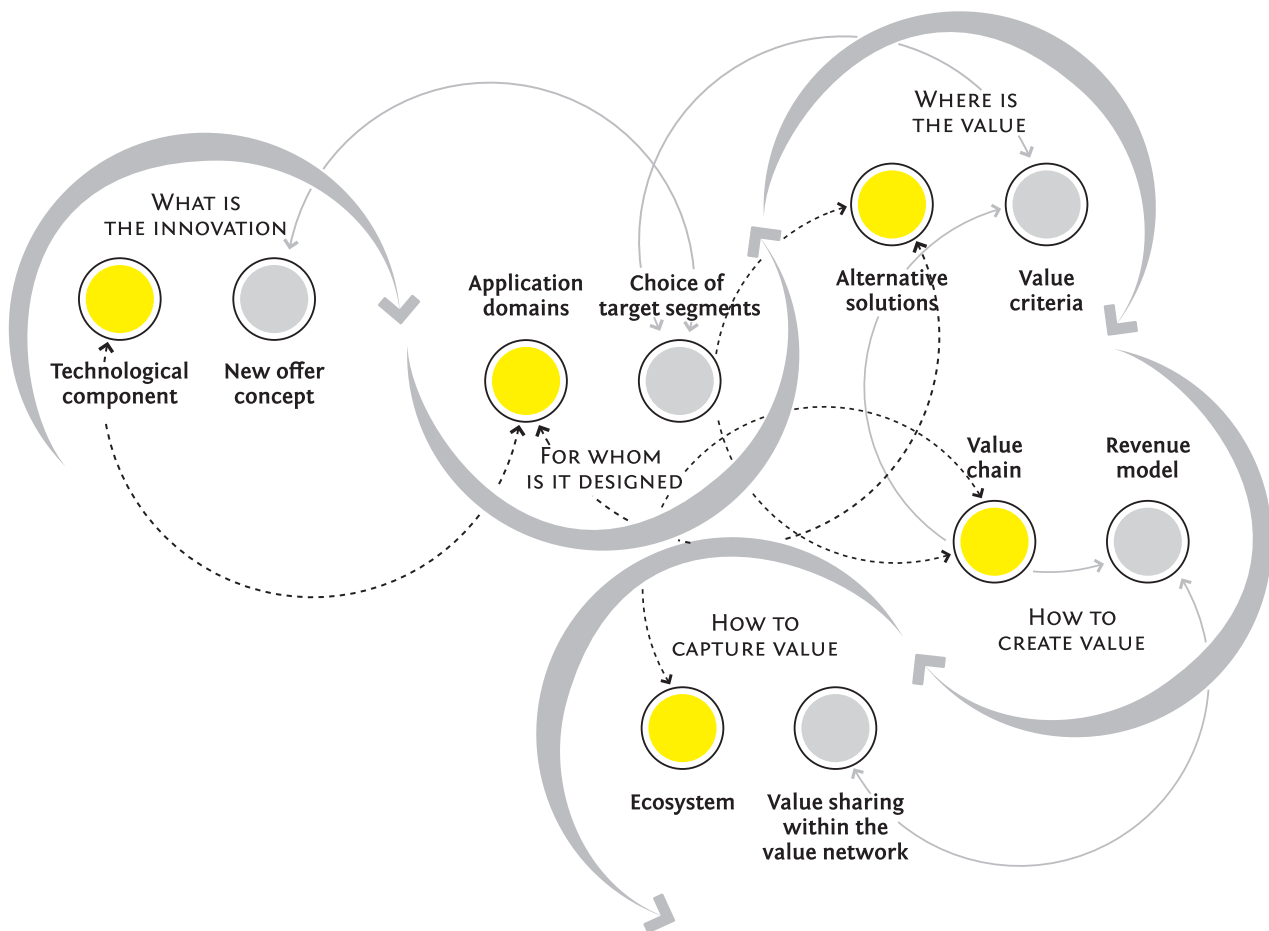 WHERE IS
THE VALUE
WHAT IS
THE INNOVATION
Application
domains
Choice of
target segments
Alternative
solutions
Value
criteria
Technological
component
New offer
concept
FOR WHOM
IS IT DESIGNED
Value
chain
Revenue
model
HOW TO
CAPTURE VALUE
HOW TO
CREATE VALUE
Ecosystem
Value sharing
within the
value network